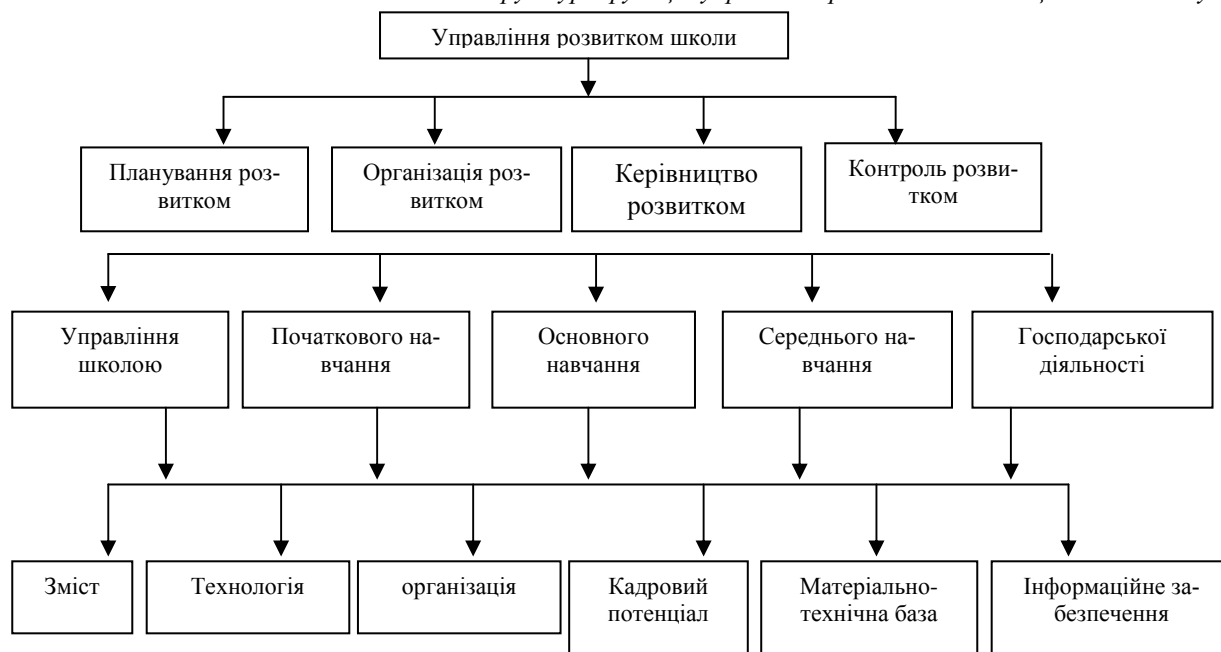 Управління розвитком школи
Планування роз-
витком
Організація роз-
витком
Керівництво
розвитком
Контроль розви-
тком
Управління
школою
Початкового на-
вчання
Основного
навчання
Середнього на-
вчання
Господарської
діяльності
Зміст
Технологія
організація
Кадровий
потенціал
Матеріально-
технічна база
Інформаційне за-
безпечення